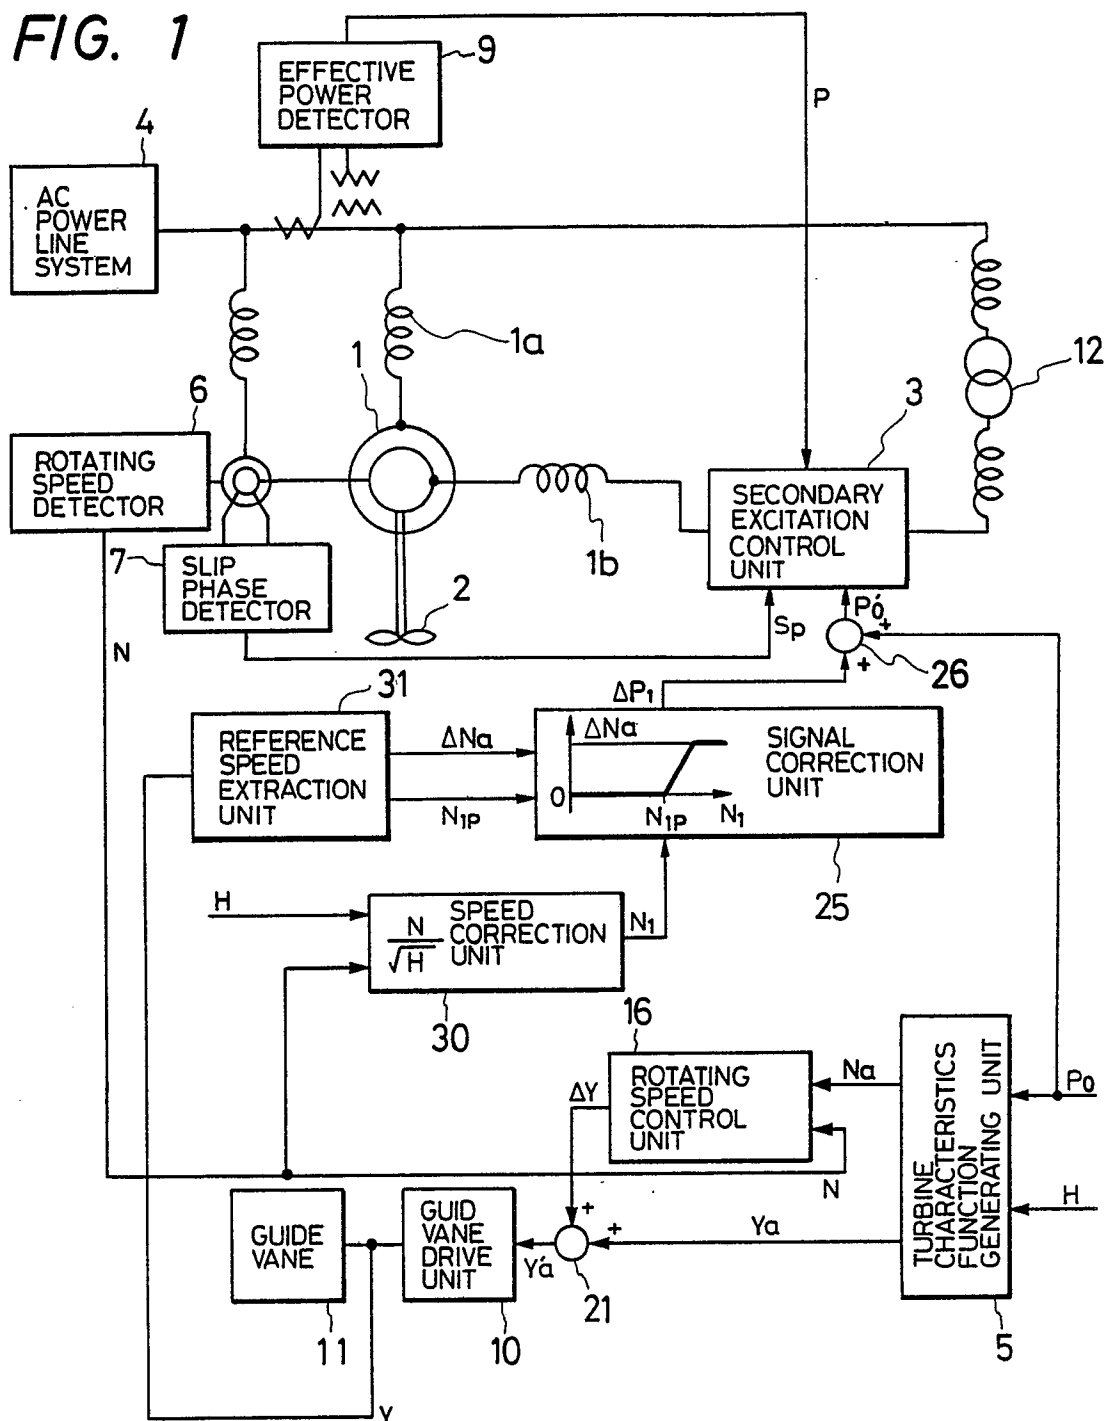 FIG. 1
EFFECTIVE
POWER
DETECTOR
9
P
4
AC
POWER
LINE
SYSTEM
1a
12
1
6
3
ROTATING
SPEED
DETECTOR
SECONDARY
EXCITATION
CONTROL
UNIT
1b
7
SLIP
PHASE
DETECTOR
2
Sp
P'o
+
+
26
N
31
ΔP1
REFERENCE
SPEED
EXTRACTION
UNIT
ΔNa
N1P
ΔNa
0
N1P
N1
SIGNAL
CORRECTION
UNIT
25
H
N
√H
SPEED
CORRECTION
UNIT
N1
30
16
ROTATING
SPEED
CONTROL
UNIT
ΔY
Na
N
TURBINE
CHARACTERISTICS
FUNCTION
GENERATING UNIT
Po
H
5
GUIDE
VANE
11
GUID
VANE
DRIVE
UNIT
10
Y'a
+
+
21
Ya
Y